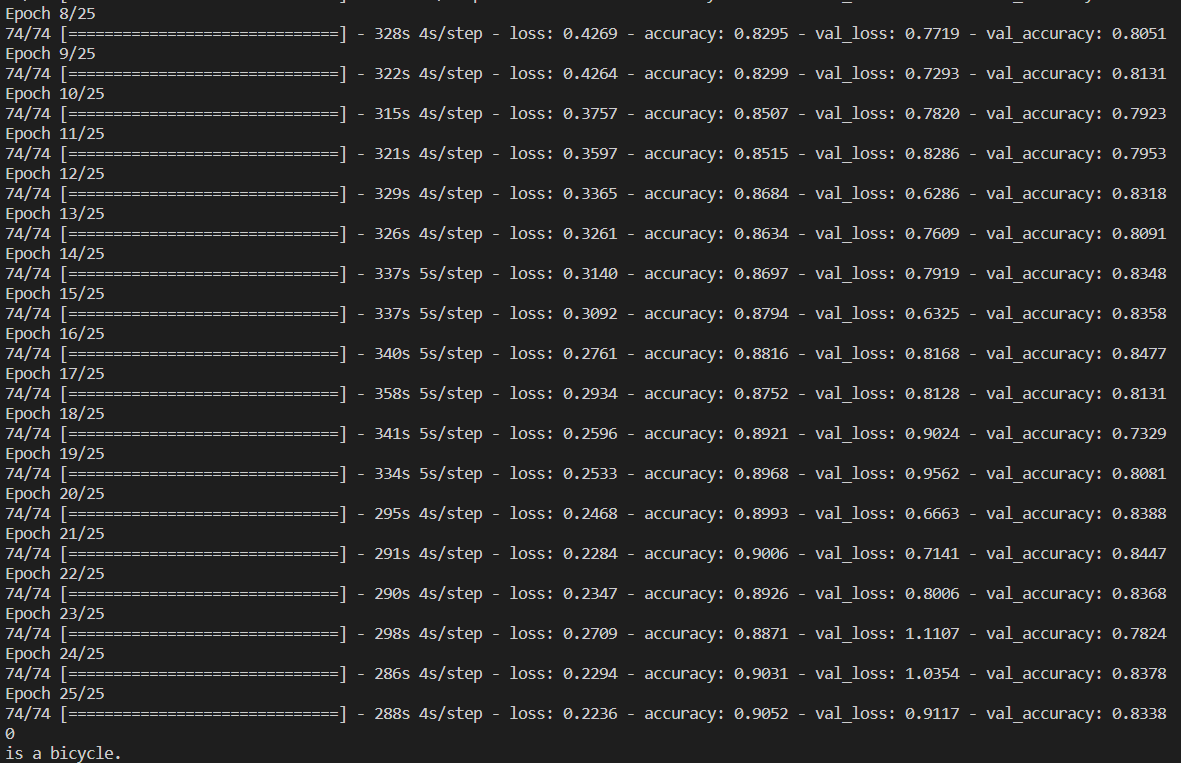 Epoch 8/25
74/74 [==============================] - 328s 4s/step - loss: 0.4269 - accuracy: 0.8295 - val_loss: 0.7719 - val_accuracy: 0.8051
Epoch 9/25
74/74 [==============================] - 322s 4s/step - loss: 0.4264 - accuracy: 0.8299 - val_loss: 0.7293 - val_accuracy: 0.8131
Epoch 10/25
74/74 [==============================] - 315s 4s/step - loss: 0.3757 - accuracy: 0.8507 - val_loss: 0.7820 - val_accuracy: 0.7923
Epoch 11/25
74/74 [==============================] - 321s 4s/step - loss: 0.3597 - accuracy: 0.8515 - val_loss: 0.8286 - val_accuracy: 0.7953
Epoch 12/25
74/74 [==============================] - 329s 4s/step - loss: 0.3365 - accuracy: 0.8684 - val_loss: 0.6286 - val_accuracy: 0.8318
Epoch 13/25
74/74 [==============================] - 326s 4s/step - loss: 0.3261 - accuracy: 0.8634 - val_loss: 0.7609 - val_accuracy: 0.8091
Epoch 14/25
74/74 [==============================] - 337s 5s/step - loss: 0.3140 - accuracy: 0.8697 - val_loss: 0.7919 - val_accuracy: 0.8348
Epoch 15/25
74/74 [==============================] - 337s 5s/step - loss: 0.3092 - accuracy: 0.8794 - val_loss: 0.6325 - val_accuracy: 0.8358
Epoch 16/25
74/74 [==============================] - 340s 5s/step - loss: 0.2761 - accuracy: 0.8816 - val_loss: 0.8168 - val_accuracy: 0.8477
Epoch 17/25
74/74 [==============================] - 358s 5s/step - loss: 0.2934 - accuracy: 0.8752 - val_loss: 0.8128 - val_accuracy: 0.8131
Epoch 18/25
74/74 [==============================] - 341s 5s/step - loss: 0.2596 - accuracy: 0.8921 - val_loss: 0.9024 - val_accuracy: 0.7329
Epoch 19/25
74/74 [==============================] - 334s 5s/step - loss: 0.2533 - accuracy: 0.8968 - val_loss: 0.9562 - val_accuracy: 0.8081
Epoch 20/25
74/74 [==============================] - 295s 4s/step - loss: 0.2468 - accuracy: 0.8993 - val_loss: 0.6663 - val_accuracy: 0.8388
Epoch 21/25
74/74 [==============================] - 291s 4s/step - loss: 0.2284 - accuracy: 0.9006 - val_loss: 0.7141 - val_accuracy: 0.8447
Epoch 22/25
74/74 [==============================] - 290s 4s/step - loss: 0.2347 - accuracy: 0.8926 - val_loss: 0.8006 - val_accuracy: 0.8368
Epoch 23/25
74/74 [==============================] - 298s 4s/step - loss: 0.2709 - accuracy: 0.8871 - val_loss: 1.1107 - val_accuracy: 0.7824
Epoch 24/25
74/74 [==============================] - 286s 4s/step - loss: 0.2294 - accuracy: 0.9031 - val_loss: 1.0354 - val_accuracy: 0.8378
Epoch 25/25
74/74 [==============================] - 288s 4s/step - loss: 0.2236 - accuracy: 0.9052 - val_loss: 0.9117 - val_accuracy: 0.8338
0
is a bicycle.